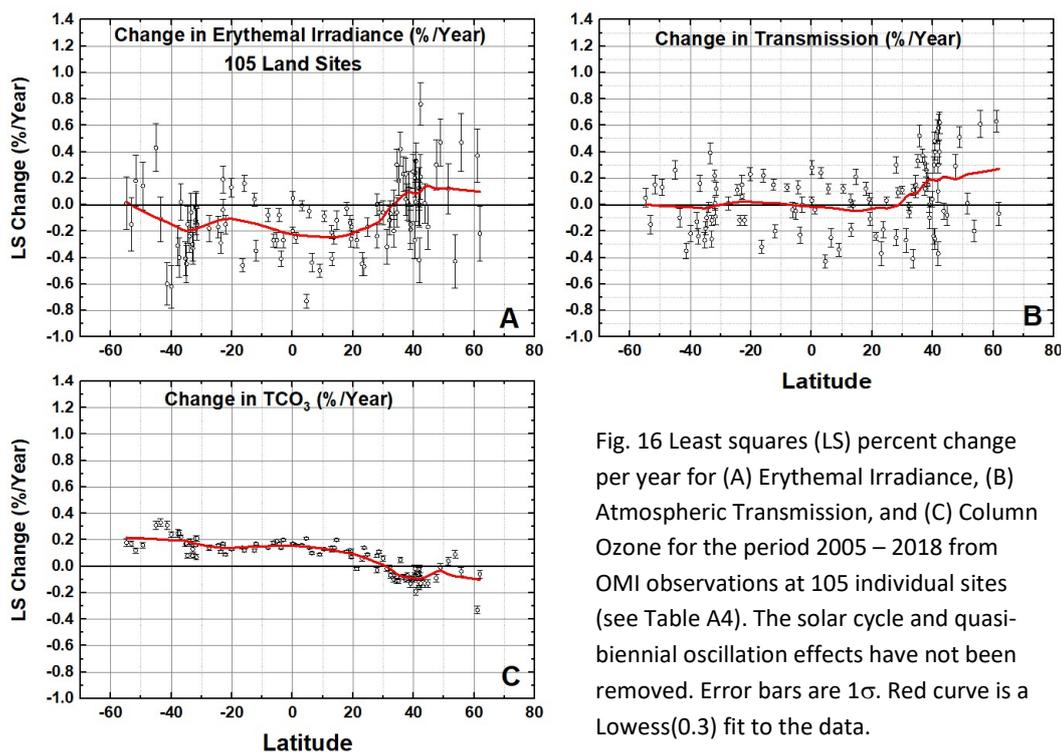 Change in Erythemal Irradiance (%/Year)
105 Land Sites
LS Change (%/Year)
1.4
1.2
1.0
0.8
0.6
0.4
0.2
0.0
-0.2
-0.4
-0.6
-0.8
-1.0
A
-60 -40 -20 0 20 40 60 80
Change in Transmission (%/Year)
1.4
1.2
1.0
0.8
0.6
0.4
0.2
0.0
-0.2
-0.4
-0.6
-0.8
-1.0
B
-60 -40 -20 0 20 40 60 80
Latitude
Change in TCO₃ (%/Year)
LS Change (%/Year)
1.4
1.2
1.0
0.8
0.6
0.4
0.2
0.0
-0.2
-0.4
-0.6
-0.8
-1.0
C
-60 -40 -20 0 20 40 60 80
Latitude
Fig. 16 Least squares (LS) percent change
per year for (A) Erythemal Irradiance, (B)
Atmospheric Transmission, and (C) Column
Ozone for the period 2005 – 2018 from
OMI observations at 105 individual sites
(see Table A4). The solar cycle and quasi-
biennial oscillation effects have not been
removed. Error bars are 1σ. Red curve is a
Lowess(0.3) fit to the data.